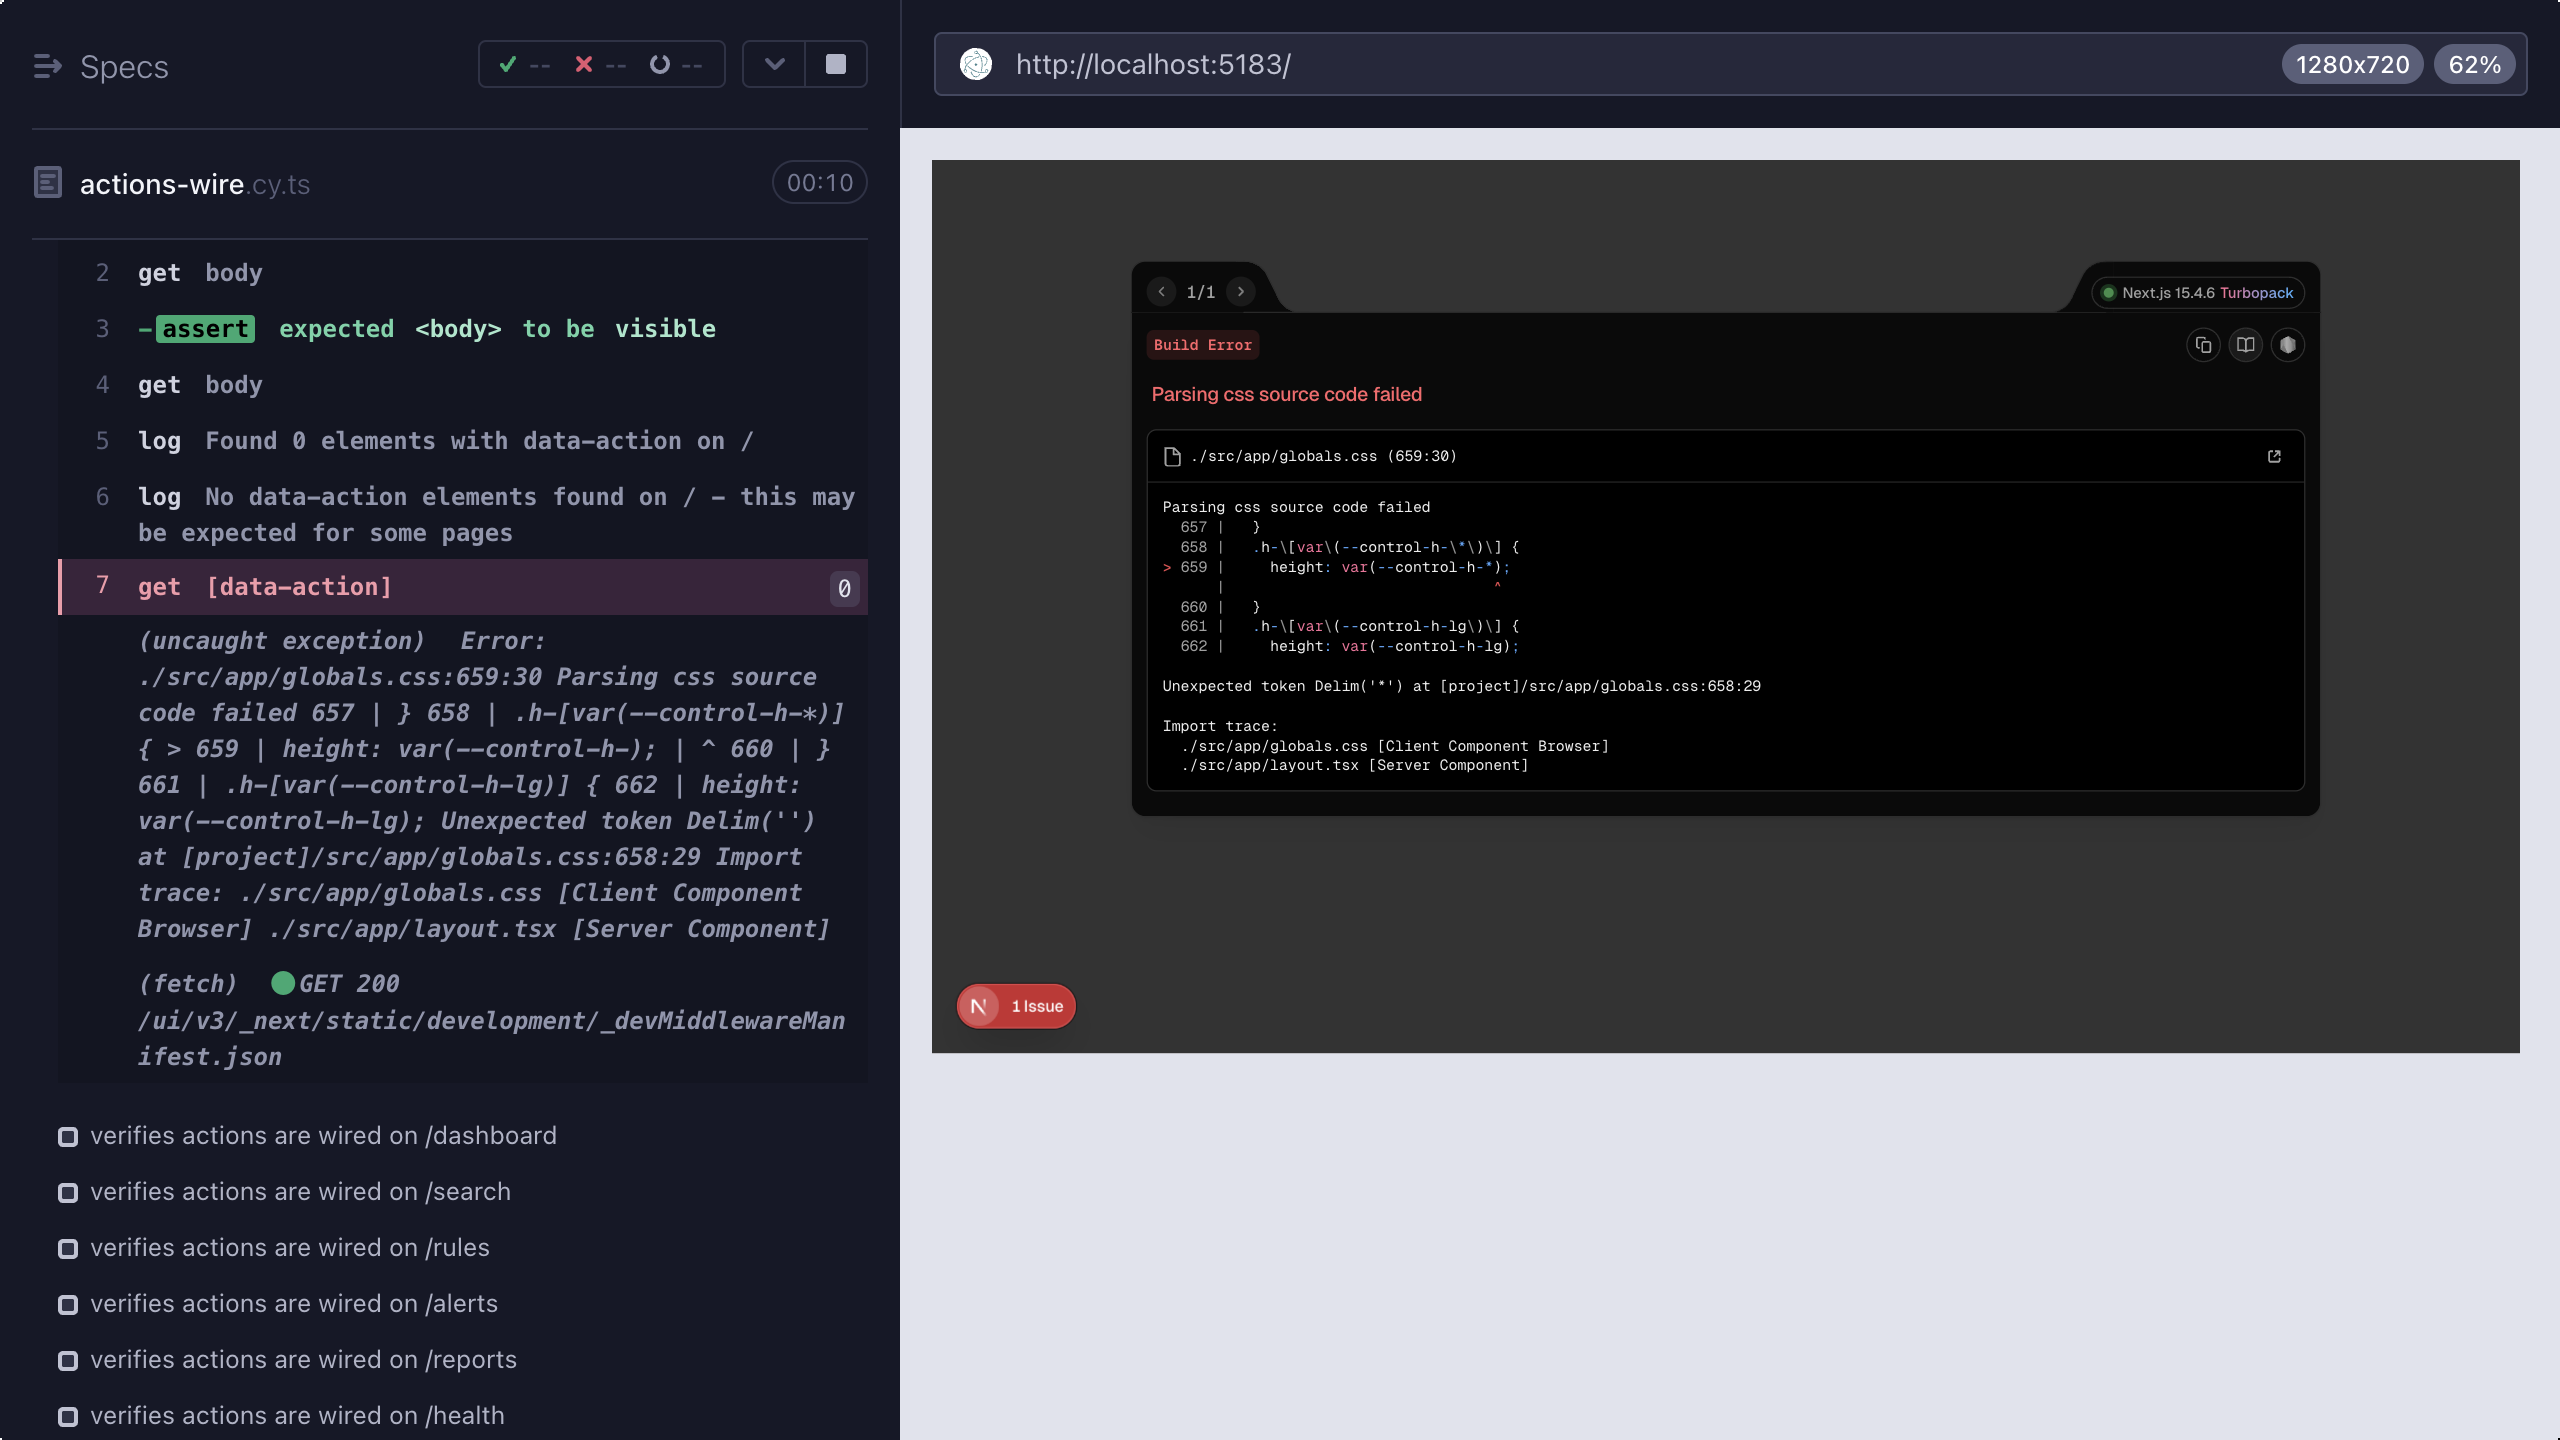 Specs
-- -- --
actions-wire.cy.ts
00:10
2 get body
3 -assert expected <body> to be visible
4 get body
5 log Found 0 elements with data-action on /
6 log No data-action elements found on / - this may
be expected for some pages
7 get [data-action] 0
(uncaught exception) Error:
./src/app/globals.css:659:30 Parsing css source
code failed 657 | } 658 | .h-[var(--control-h-*)]
{ > 659 | height: var(--control-h-); | ^ 660 | }
661 | .h-[var(--control-h-lg)] { 662 | height:
var(--control-h-lg); Unexpected token Delim('')
at [project]/src/app/globals.css:658:29 Import
trace: ./src/app/globals.css [Client Component
Browser] ./src/app/layout.tsx [Server Component]
(fetch) GET 200
/ui/v3/_next/static/development/_devMiddlewareMan
ifest.json
verifies actions are wired on /dashboard
verifies actions are wired on /search
verifies actions are wired on /rules
verifies actions are wired on /alerts
verifies actions are wired on /reports
verifies actions are wired on /health
http://localhost:5183/
1280x720
62%
1/1
Next.js 15.4.6 Turbopack
Build Error
Parsing css source code failed
./src/app/globals.css (659:30)
Parsing css source code failed
657 | }
658 | .h-\[var\(--control-h-\*\)\] {
> 659 | height: var(--control-h-*);
| ^
660 | }
661 | .h-\[var\(--control-h-lg\)\] {
662 | height: var(--control-h-lg);
Unexpected token Delim('*') at [project]/src/app/globals.css:658:29
Import trace:
./src/app/globals.css [Client Component Browser]
./src/app/layout.tsx [Server Component]
N 1 Issue